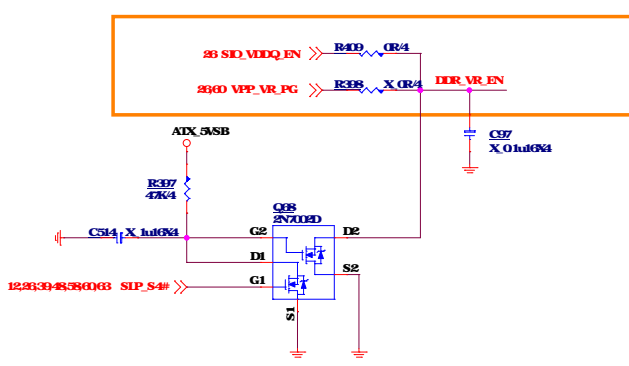 R409 0R/4
26 SIO_VDDQ_EN
R398 X_0R/4
26,60 VPP_VR_PG
DDR_VR_EN
C97
X_0.1u16X4
ATX_5VSB
R397
47K/4
Q68
2N7002D
C514 X_1u16X4
G2 D2
D1
S2
G1
12,26,39,48,58,60,63 SLP_S4#
S1